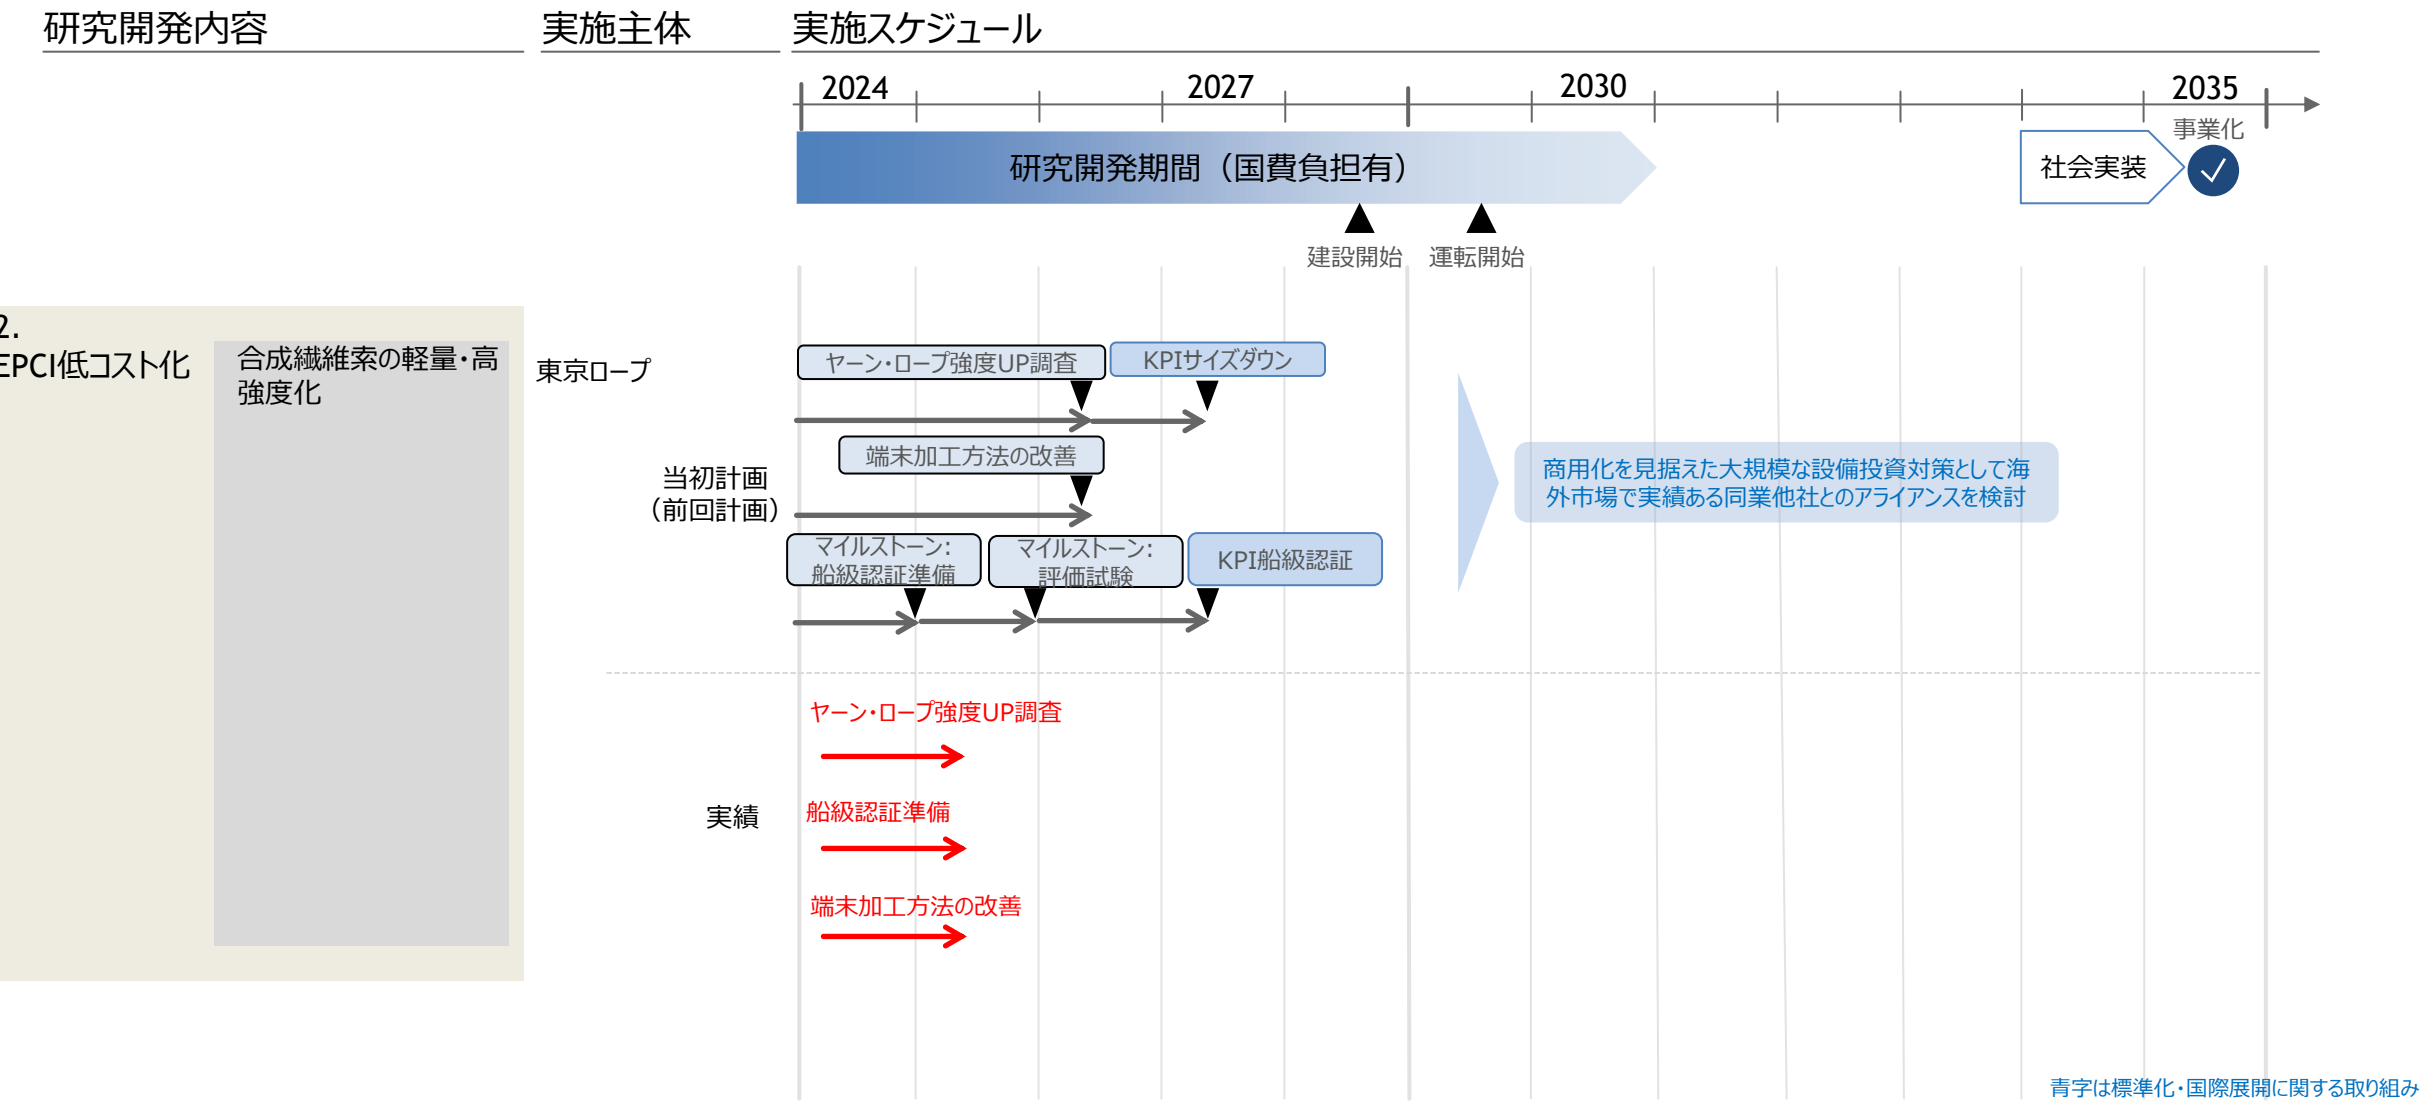 研究開発内容
実施主体
実施スケジュール
2024
2027
2030
2035
事業化
研究開発期間（国費負担有）
社会実装
建設開始
運転開始
2.
EPCI低コスト化
合成繊維索の軽量・高
強度化
東京ロープ
ヤーン・ロープ強度UP調査
KPIサイズダウン
端末加工方法の改善
当初計画
（前回計画）
商用化を見据えた大規模な設備投資対策として海
外市場で実績ある同業他社とのアライアンスを検討
マイルストーン：
船級認証準備
マイルストーン：
評価試験
KPI船級認証
ヤーン・ロープ強度UP調査
実績
船級認証準備
端末加工方法の改善
青字は標準化・国際展開に関する取り組み